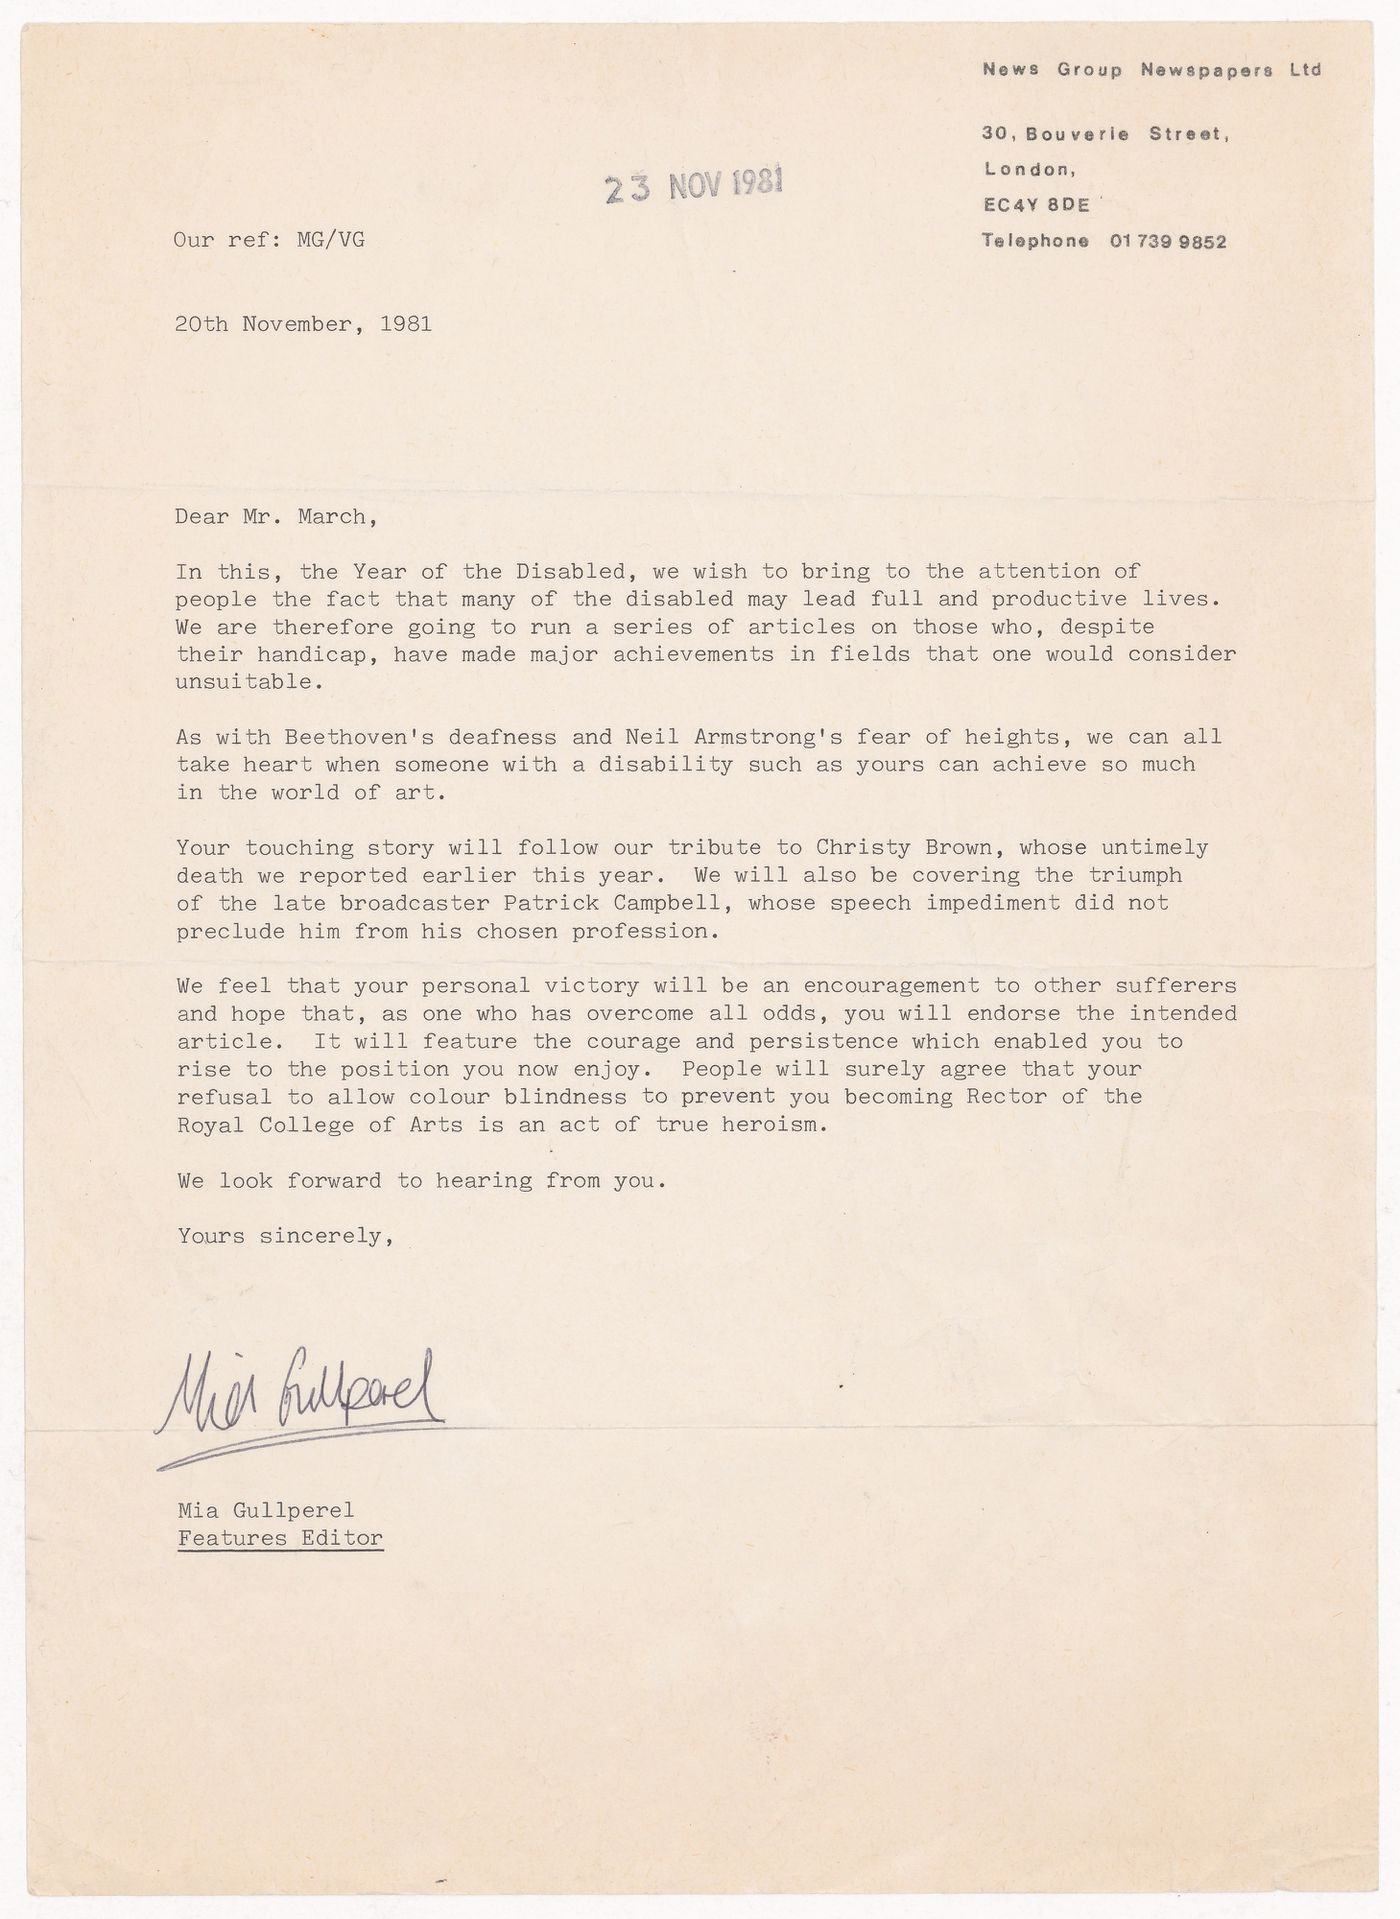 News Group Newspapers Ltd
30, Bouverie Street,
London,
EC4Y 8DE
Telephone 01 739 9852
23 NOV 1981
Our ref: MG/VG
20th November, 1981
Dear Mr. March,
In this, the Year of the Disabled, we wish to bring to the attention of
people the fact that many of the disabled may lead full and productive lives.
We are therefore going to run a series of articles on those who, despite
their handicap, have made major achievements in fields that one would consider
unsuitable.
As with Beethoven's deafness and Neil Armstrong's fear of heights, we can all
take heart when someone with a disability such as yours can achieve so much
in the world of art.
Your touching story will follow our tribute to Christy Brown, whose untimely
death we reported earlier this year. We will also be covering the triumph
of the late broadcaster Patrick Campbell, whose speech impediment did not
preclude him from his chosen profession.
We feel that your personal victory will be an encouragement to other sufferers
and hope that, as one who has overcome all odds, you will endorse the intended
article. It will feature the courage and persistence which enabled you to
rise to the position you now enjoy. People will surely agree that your
refusal to allow colour blindness to prevent you becoming Rector of the
Royal College of Arts is an act of true heroism.
We look forward to hearing from you.
Yours sincerely,
Mia Gullperel
Mia Gullperel
Features Editor